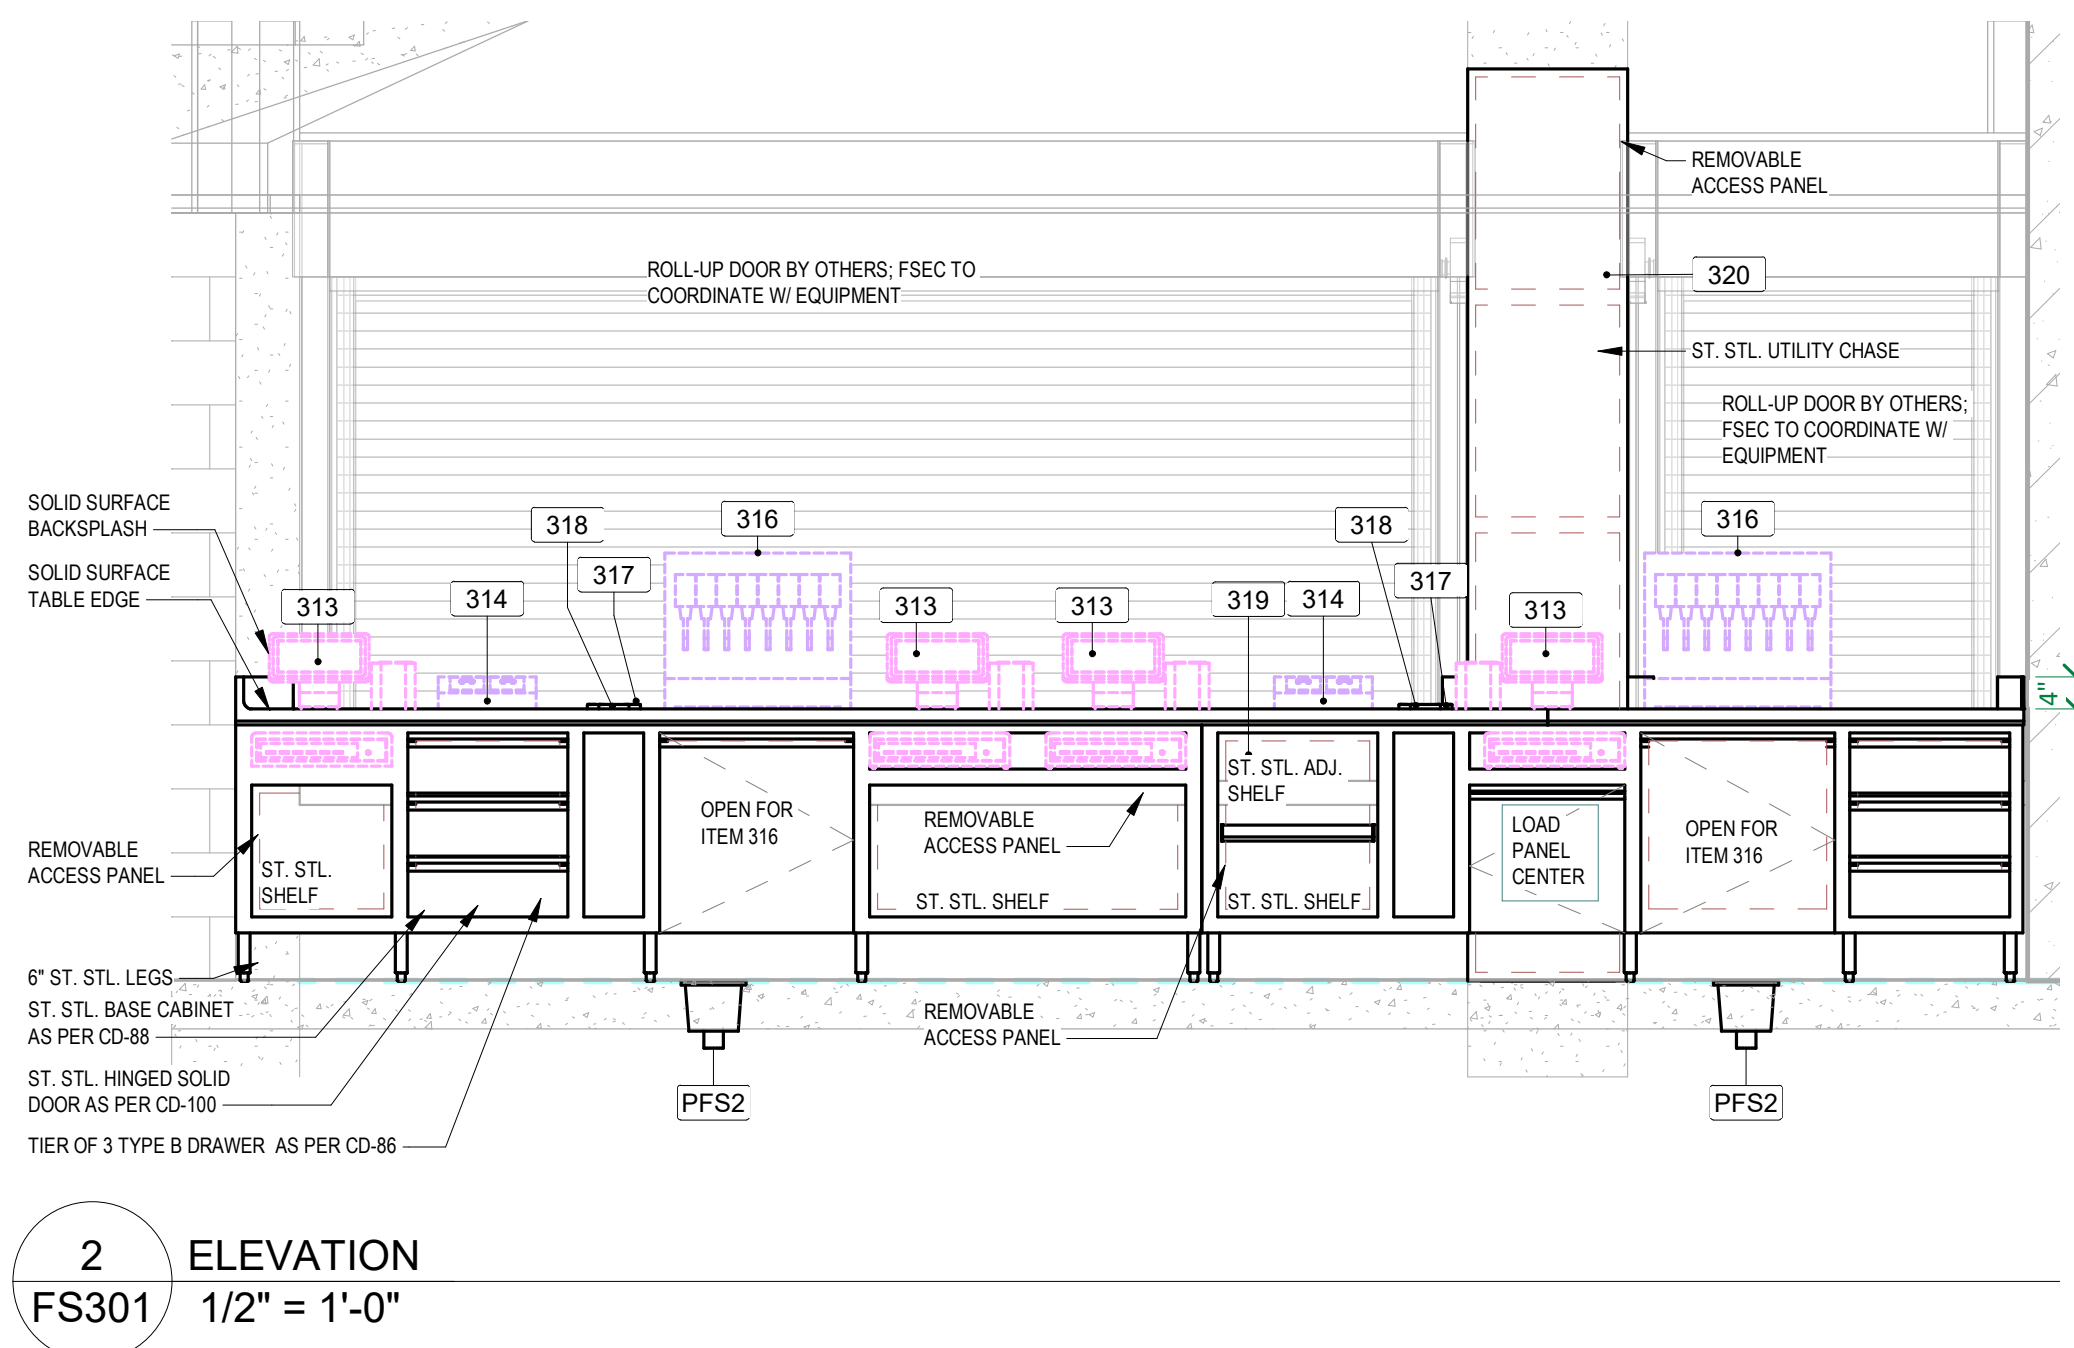 REMOVABLE
ACCESS PANEL
ROLL-UP DOOR BY OTHERS; FSEC TO
COORDINATE W/ EQUIPMENT
320
ST. STL. UTILITY CHASE
ROLL-UP DOOR BY OTHERS;
FSEC TO COORDINATE W/
EQUIPMENT
SOLID SURFACE
BACKSPLASH
318
316
318
316
SOLID SURFACE
TABLE EDGE
313
314
317
313
313
319
314
317
313
4"
ST. STL. ADJ.
SHELF
OPEN FOR
ITEM 316
REMOVABLE
ACCESS PANEL
LOAD
PANEL
CENTER
OPEN FOR
ITEM 316
REMOVABLE
ACCESS PANEL
ST. STL.
SHELF
ST. STL. SHELF
ST. STL. SHELF
6" ST. STL. LEGS
ST. STL. BASE CABINET
AS PER CD-88
REMOVABLE
ACCESS PANEL
ST. STL. HINGED SOLID
DOOR AS PER CD-100
PFS2
PFS2
TIER OF 3 TYPE B DRAWER AS PER CD-86
2
ELEVATION
FS301
1/2" = 1'-0"